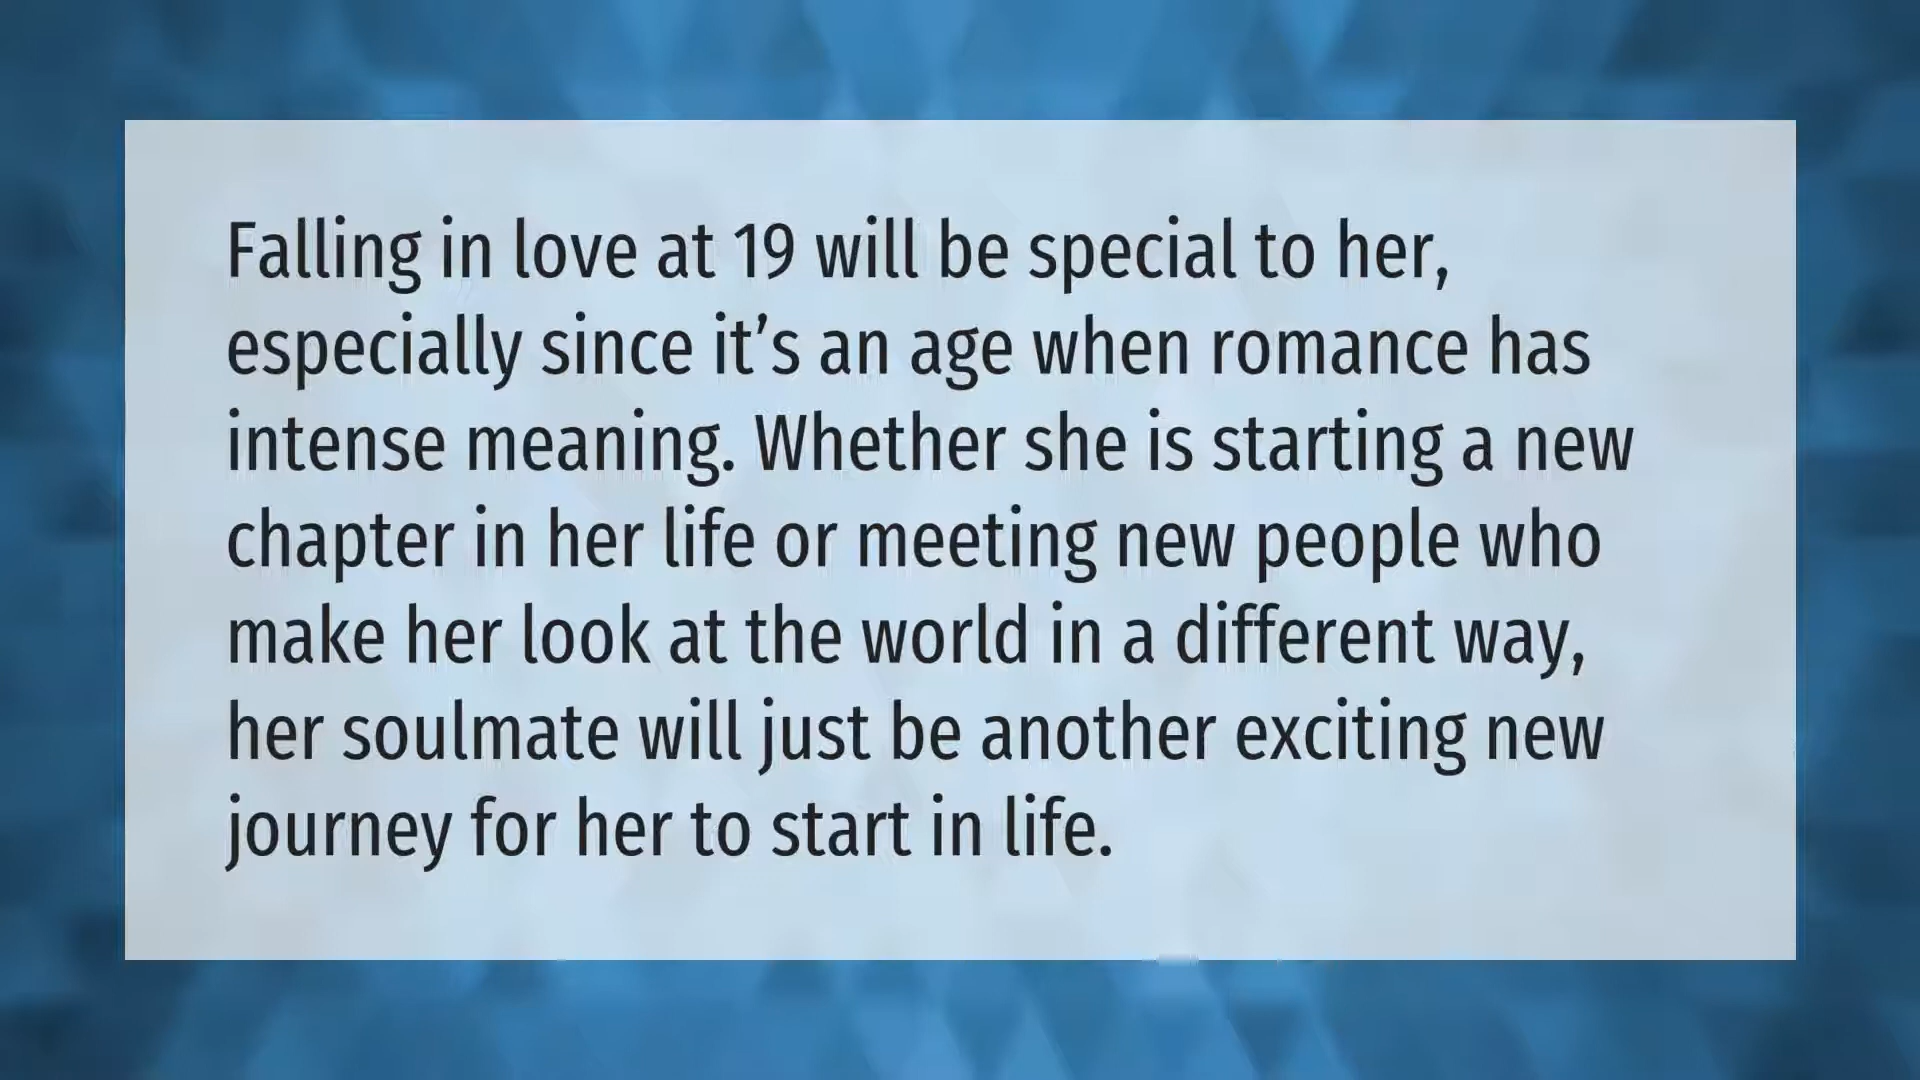 Falling in love at 19 will be special to her,
especially since it’s an age when romance has
intense meaning. Whether she is starting a new
chapter in her life or meeting new people who
make her look at the world in a different way,
her soulmate will just be another exciting new
journey for her to start in life.